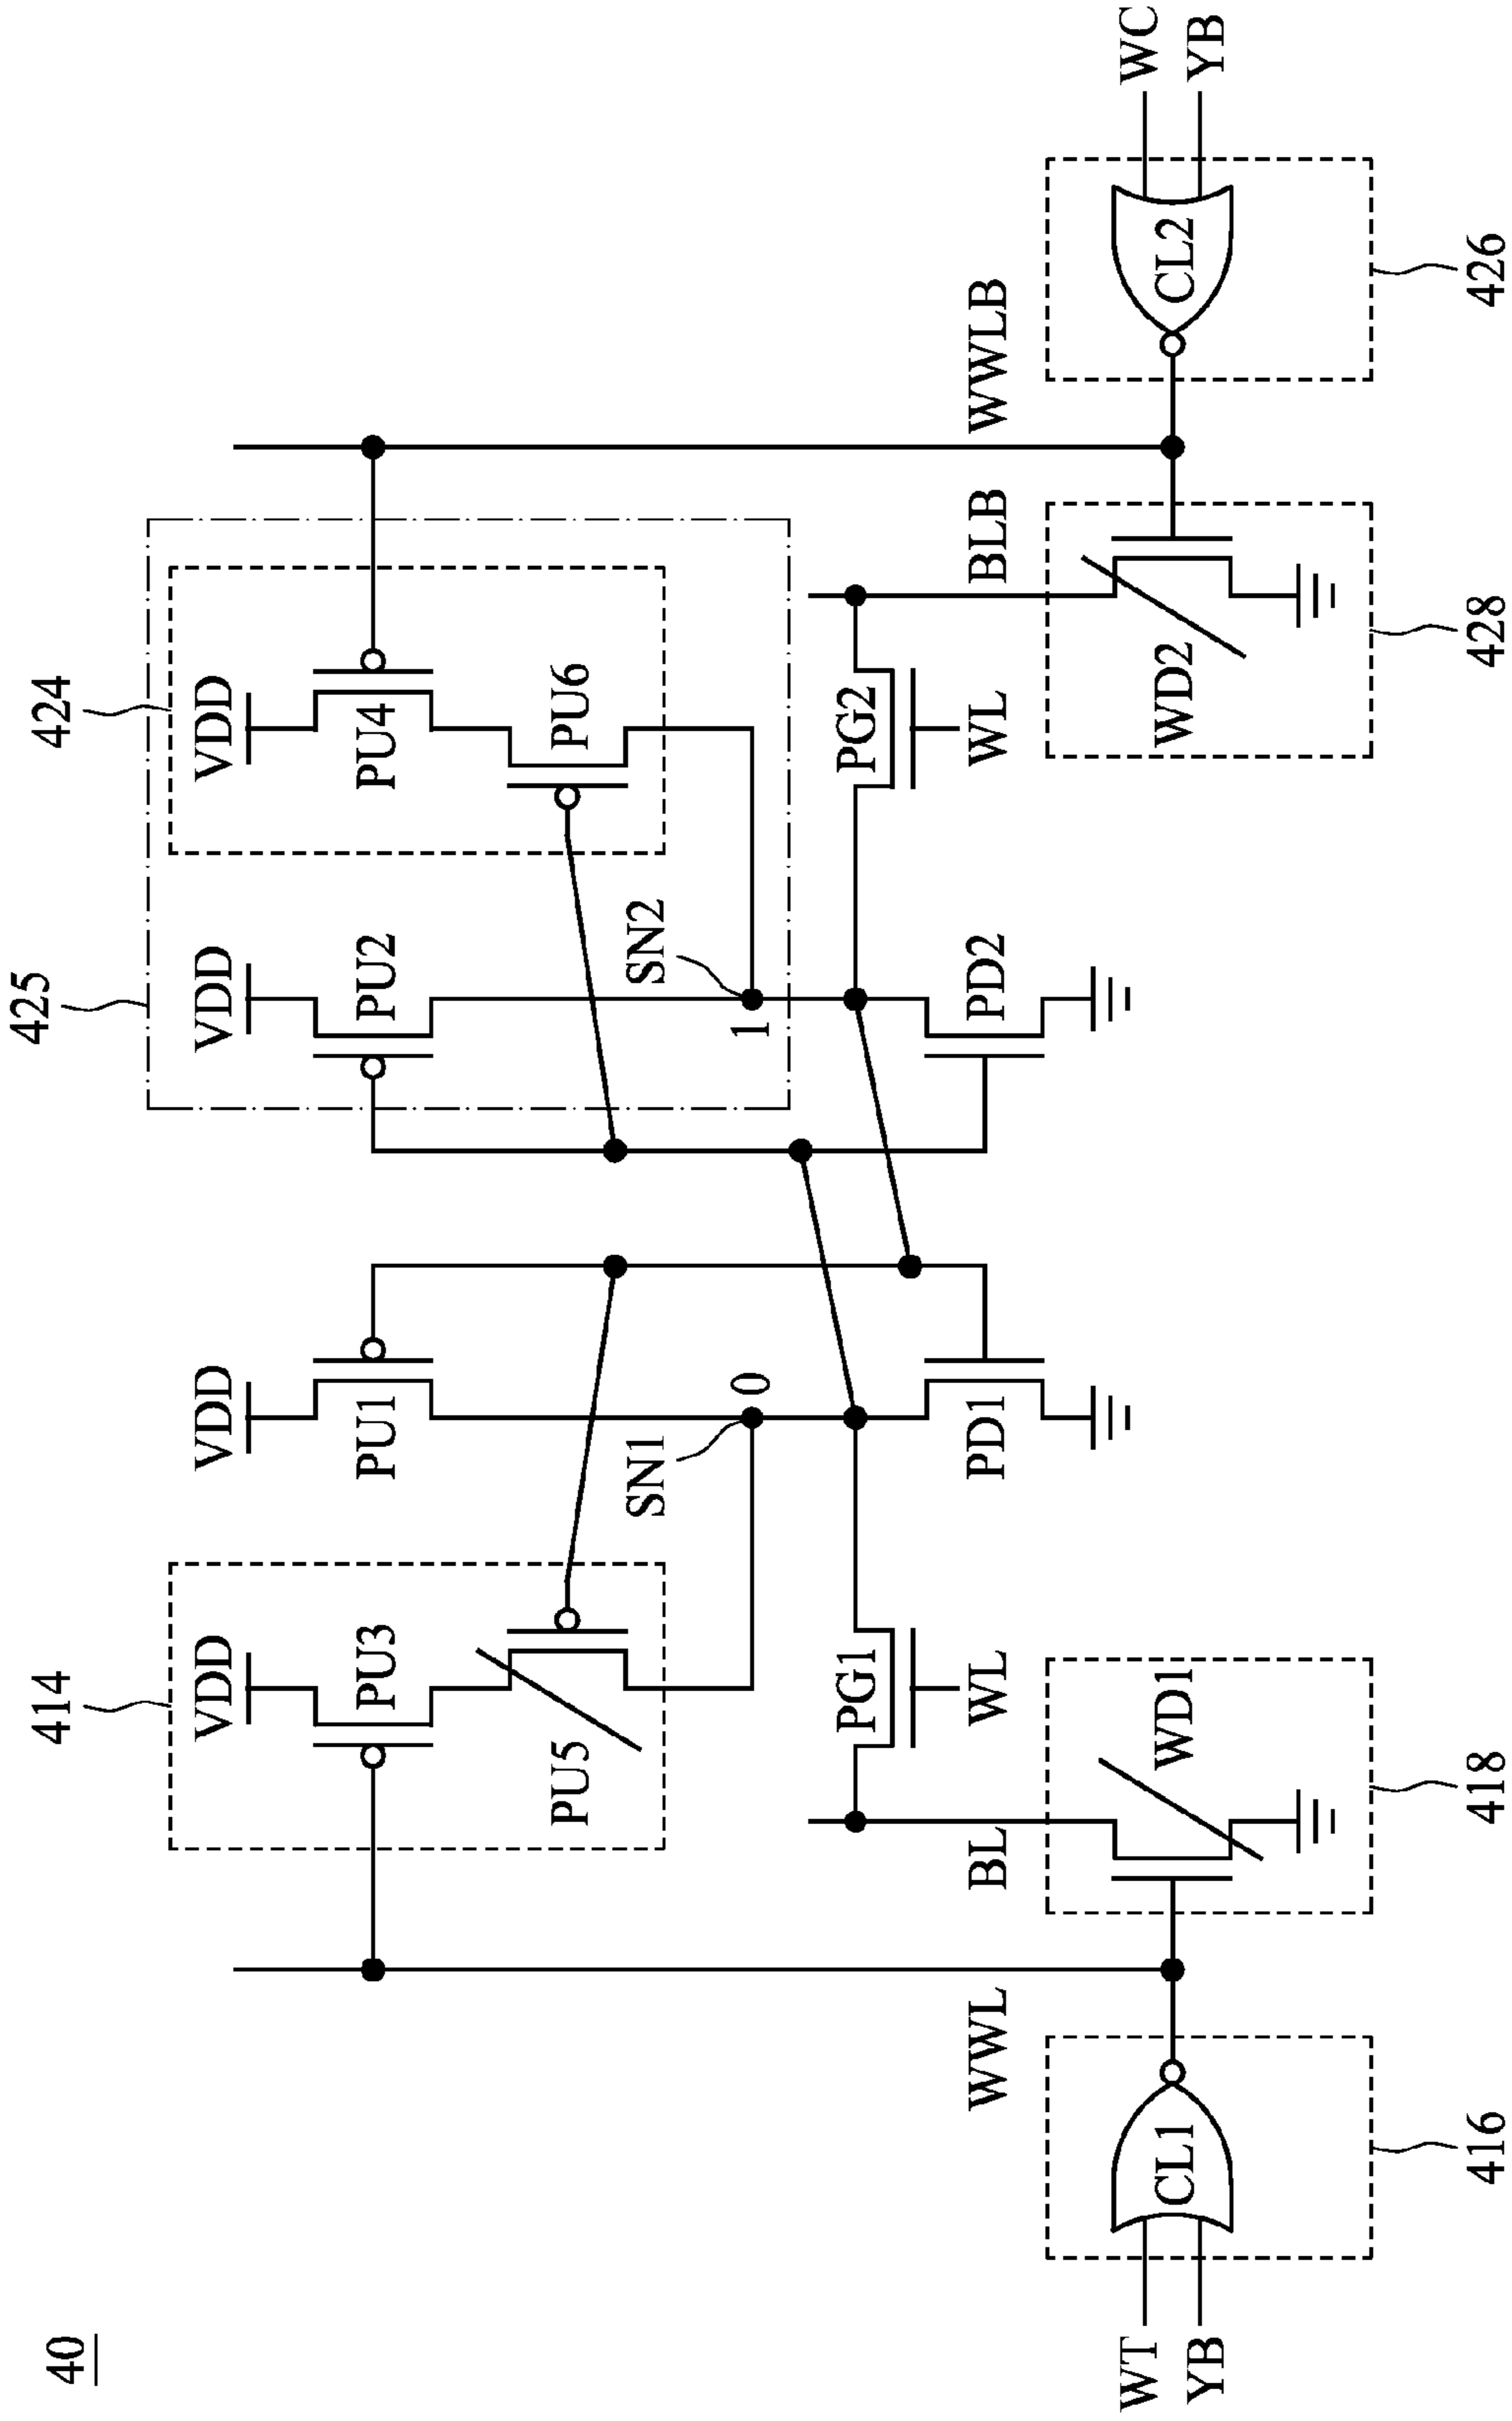 40
414
425
424
VDD
VDD
VDD
VDD
PU3
PU1
PU2
PU4
PU5
PU6
SN1
SN2
0
1
PG1
PG2
WL
WL
BL
BLB
WWL
WWLB
PD1
PD2
WT
YB
CL1
WD1
WD2
CL2
WC
YB
416
418
428
426